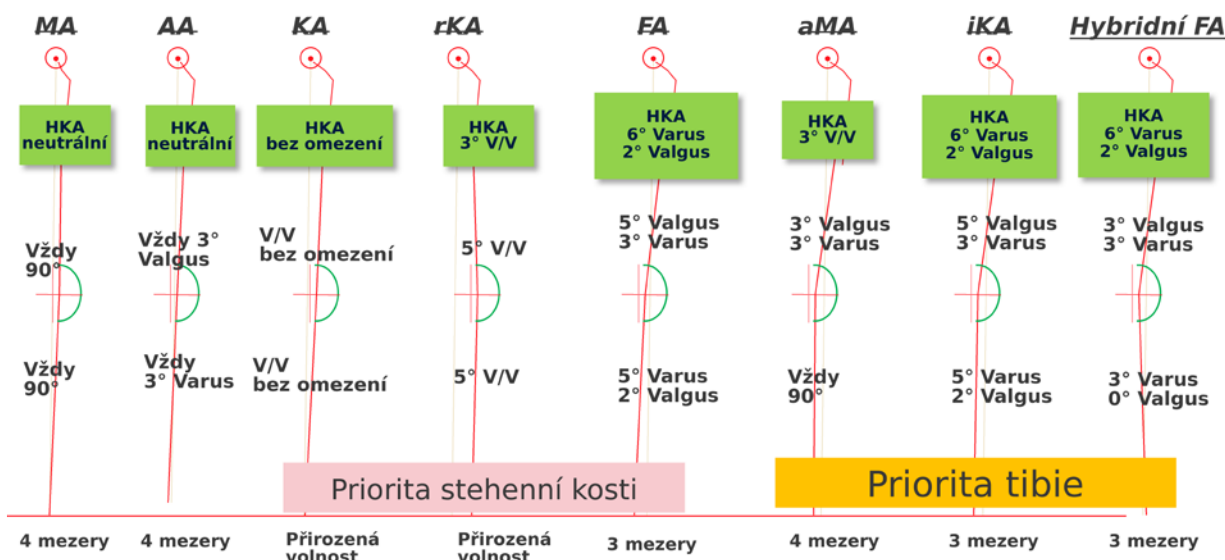 MA
AA
KA
rKA
FA
aMA
iKA
Hybridní FA
HKA
neutrální
HKA
neutrální
HKA
bez omezení
HKA
3° V/V
HKA
6° Varus
2° Valgus
HKA
3° V/V
HKA
6° Varus
2° Valgus
HKA
6° Varus
2° Valgus
Vždy
90°
Vždy 3°
Valgus
V/V
bez omezení
5° V/V
5° Valgus
3° Varus
3° Valgus
3° Varus
5° Valgus
3° Varus
3° Valgus
3° Varus
Vždy
90°
Vždy
3° Varus
V/V
bez omezení
5° V/V
5° Varus
2° Valgus
Vždy
90°
5° Varus
2° Valgus
3° Varus
0° Valgus
Priorita stehenní kosti
Priorita tibie
4 mezery
4 mezery
Přirozená
volnost
Přirozená
volnost
3 mezery
4 mezery
3 mezery
3 mezery